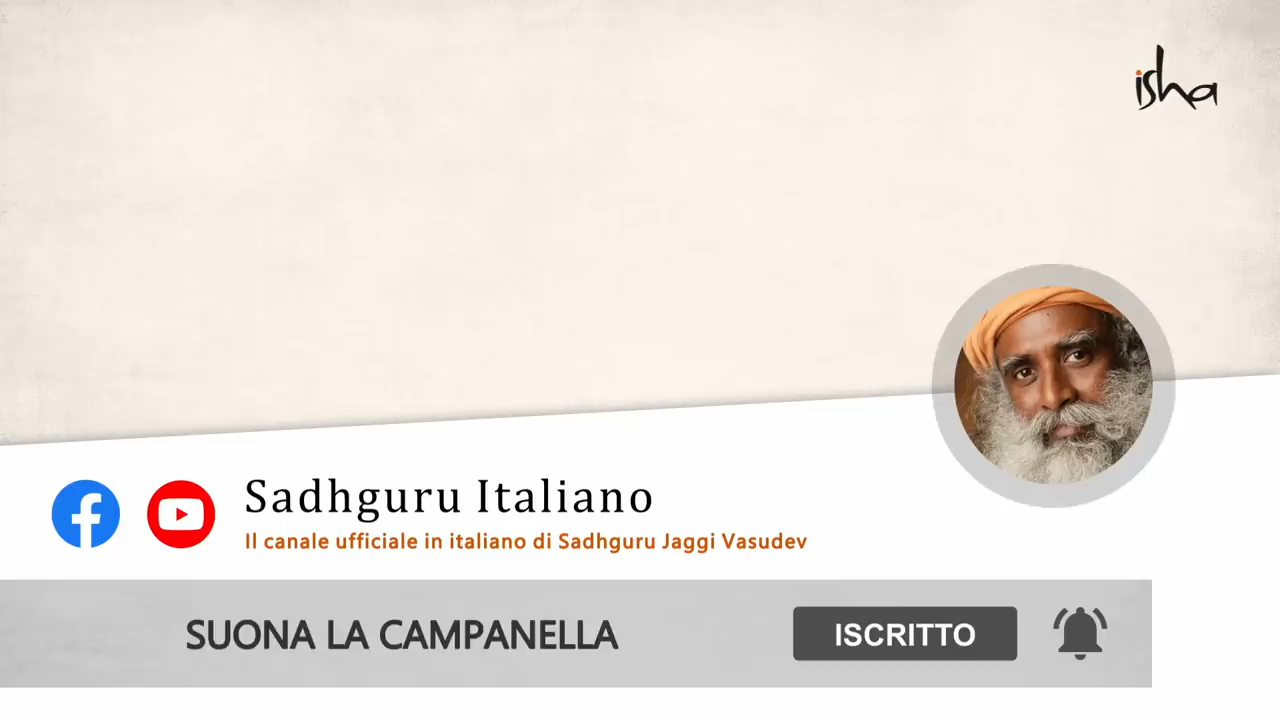 isha
Sadhguru Italiano
Il canale ufficiale in italiano di Sadhguru Jaggi Vasudev
SUONA LA CAMPANELLA
ISCRITTO